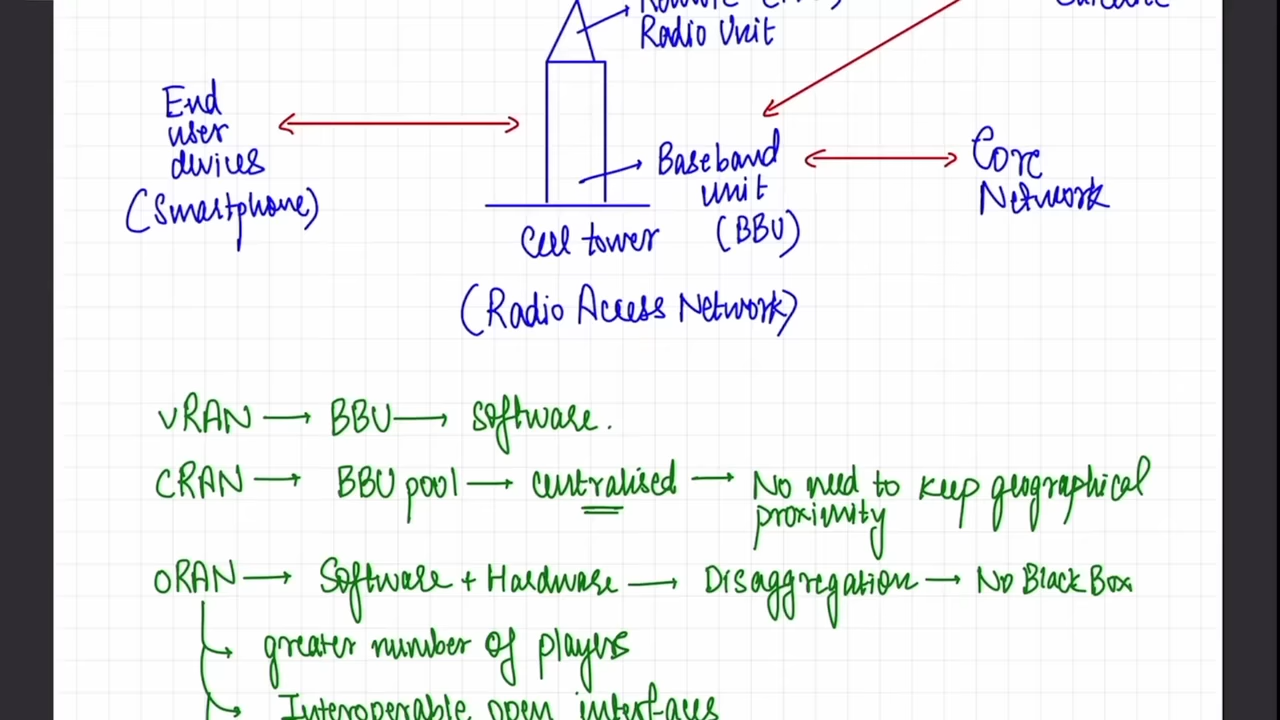 Radio Unit
End
user
devices
(Smartphone)
Baseband
unit
(BBU)
Core
Network
Cell tower
(Radio Access Network)
vRAN → BBU → Software.
CRAN → BBU pool → centralised → No need to keep geographical
proximity
ORAN → Software + Hardware → Disaggregation → No Black Box
greater number of players
Interoperable open interfaces